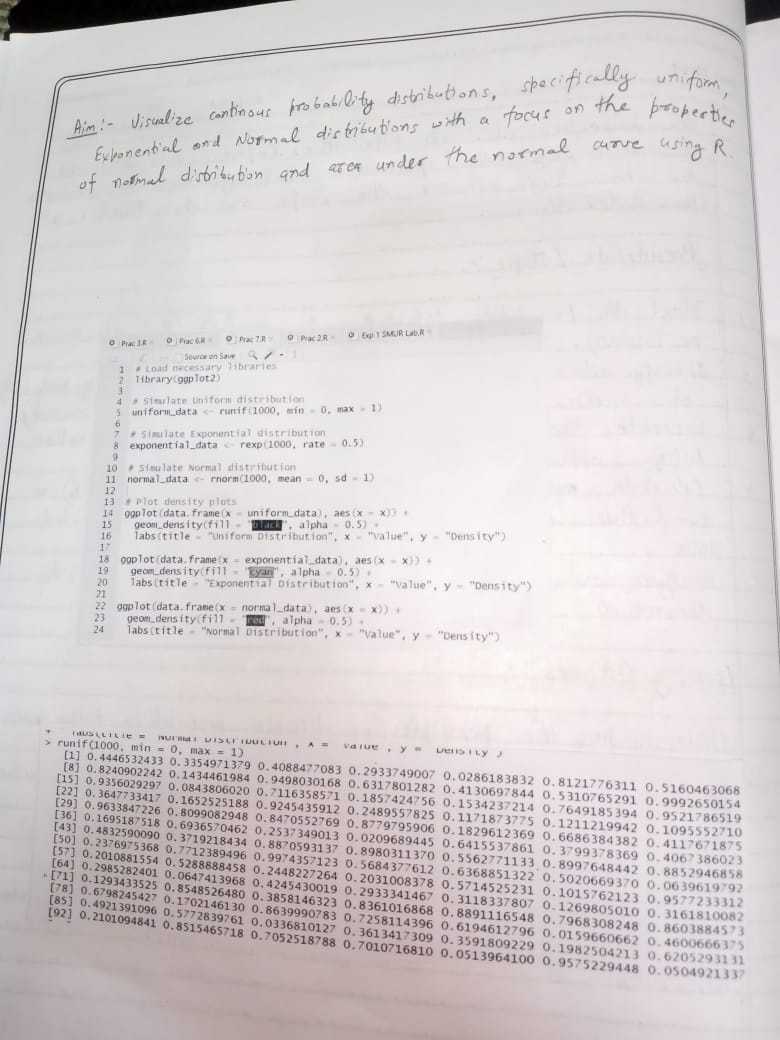 Aim:- Visualize continous probability distributions, specifically uniform,
Exponential and Normal distributions with a focus on the properties
of normal distribution and area under the normal curve using R.
Prac 3.R Prac 6.R Prac 7.R Prac 2.R Exp 1 SMUR Lab.R
Source on Save
1 # Load necessary libraries
2 library(ggplot2)
3
4 # Simulate Uniform distribution
5 uniform_data <- runif(1000, min = 0, max = 1)
6
7 # Simulate Exponential distribution
8 exponential_data <- rexp(1000, rate = 0.5)
9
10 # Simulate Normal distribution
11 normal_data <- rnorm(1000, mean = 0, sd = 1)
12
13 # Plot density plots
14 ggplot(data.frame(x = uniform_data), aes(x = x)) +
15 geom_density(fill = "black", alpha = 0.5) +
16 labs(title = "Uniform Distribution", x = "Value", y = "Density")
17
18 ggplot(data.frame(x = exponential_data), aes(x = x)) +
19 geom_density(fill = "cyan", alpha = 0.5) +
20 labs(title = "Exponential Distribution", x = "Value", y = "Density")
21
22 ggplot(data.frame(x = normal_data), aes(x = x)) +
23 geom_density(fill = "red", alpha = 0.5) +
24 labs(title = "Normal Distribution", x = "Value", y = "Density")
+ labs(title = "Normal Distribution", x = "Value", y = "Density")
> runif(1000, min = 0, max = 1)
[1] 0.4446532433 0.3354971379 0.4088477083 0.2933749007 0.0286183832 0.8121776311 0.5160463068
[8] 0.8240902242 0.1434461984 0.9498030168 0.6317801282 0.4130697844 0.5310765291 0.9992650154
[15] 0.9356029297 0.0843806020 0.7116358571 0.1857424756 0.1534237214 0.7649185394 0.9521786519
[22] 0.3647733417 0.1652525188 0.9245435912 0.2489557825 0.1171873775 0.1211219942 0.1095552710
[29] 0.9633847226 0.8099082948 0.8470552769 0.8779795906 0.1829612369 0.6686384382 0.4117671875
[36] 0.1695187518 0.6936570462 0.2537349013 0.0209689445 0.6415537861 0.3799378369 0.4067386023
[43] 0.4832590090 0.3719218434 0.8870593137 0.8980311370 0.5562771133 0.8997648442 0.8852946858
[50] 0.2376975368 0.7712389496 0.9974357123 0.5684377612 0.6368851322 0.5020669370 0.0639619792
[57] 0.2010881554 0.5288888458 0.2448227264 0.2031008378 0.5714525231 0.1015762123 0.9577233312
[64] 0.2985282401 0.0647413968 0.4245430019 0.2933341467 0.3118337807 0.1269805010 0.3161810082
[71] 0.1293433525 0.8548526480 0.3858146323 0.8361016868 0.8891116548 0.7968308248 0.8603884573
[78] 0.6798245427 0.1702146130 0.8639990783 0.7258114396 0.6194612796 0.0159660662 0.4600666375
[85] 0.4921391096 0.5772839761 0.0336810127 0.3613417309 0.3591809229 0.1982504213 0.6205293131
[92] 0.2101094841 0.8515465718 0.7052518788 0.7010716810 0.0513964100 0.9575229448 0.0504921337